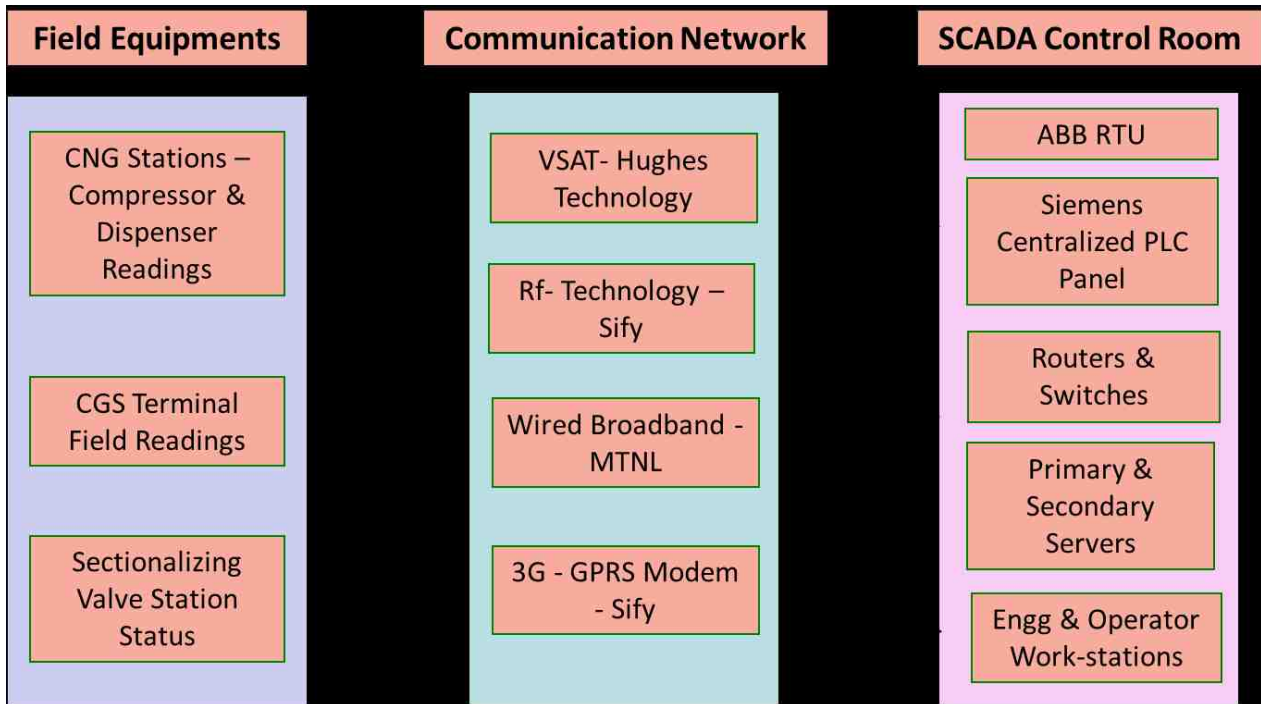 Field Equipments
Communication Network
SCADA Control Room
CNG Stations –
Compressor &
Dispenser
Readings
CGS Terminal
Field Readings
Sectionalizing
Valve Station
Status
VSAT- Hughes
Technology
Rf- Technology –
Sify
Wired Broadband -
MTNL
3G - GPRS Modem
- Sify
ABB RTU
Siemens
Centralized PLC
Panel
Routers &
Switches
Primary &
Secondary
Servers
Engg & Operator
Work-stations